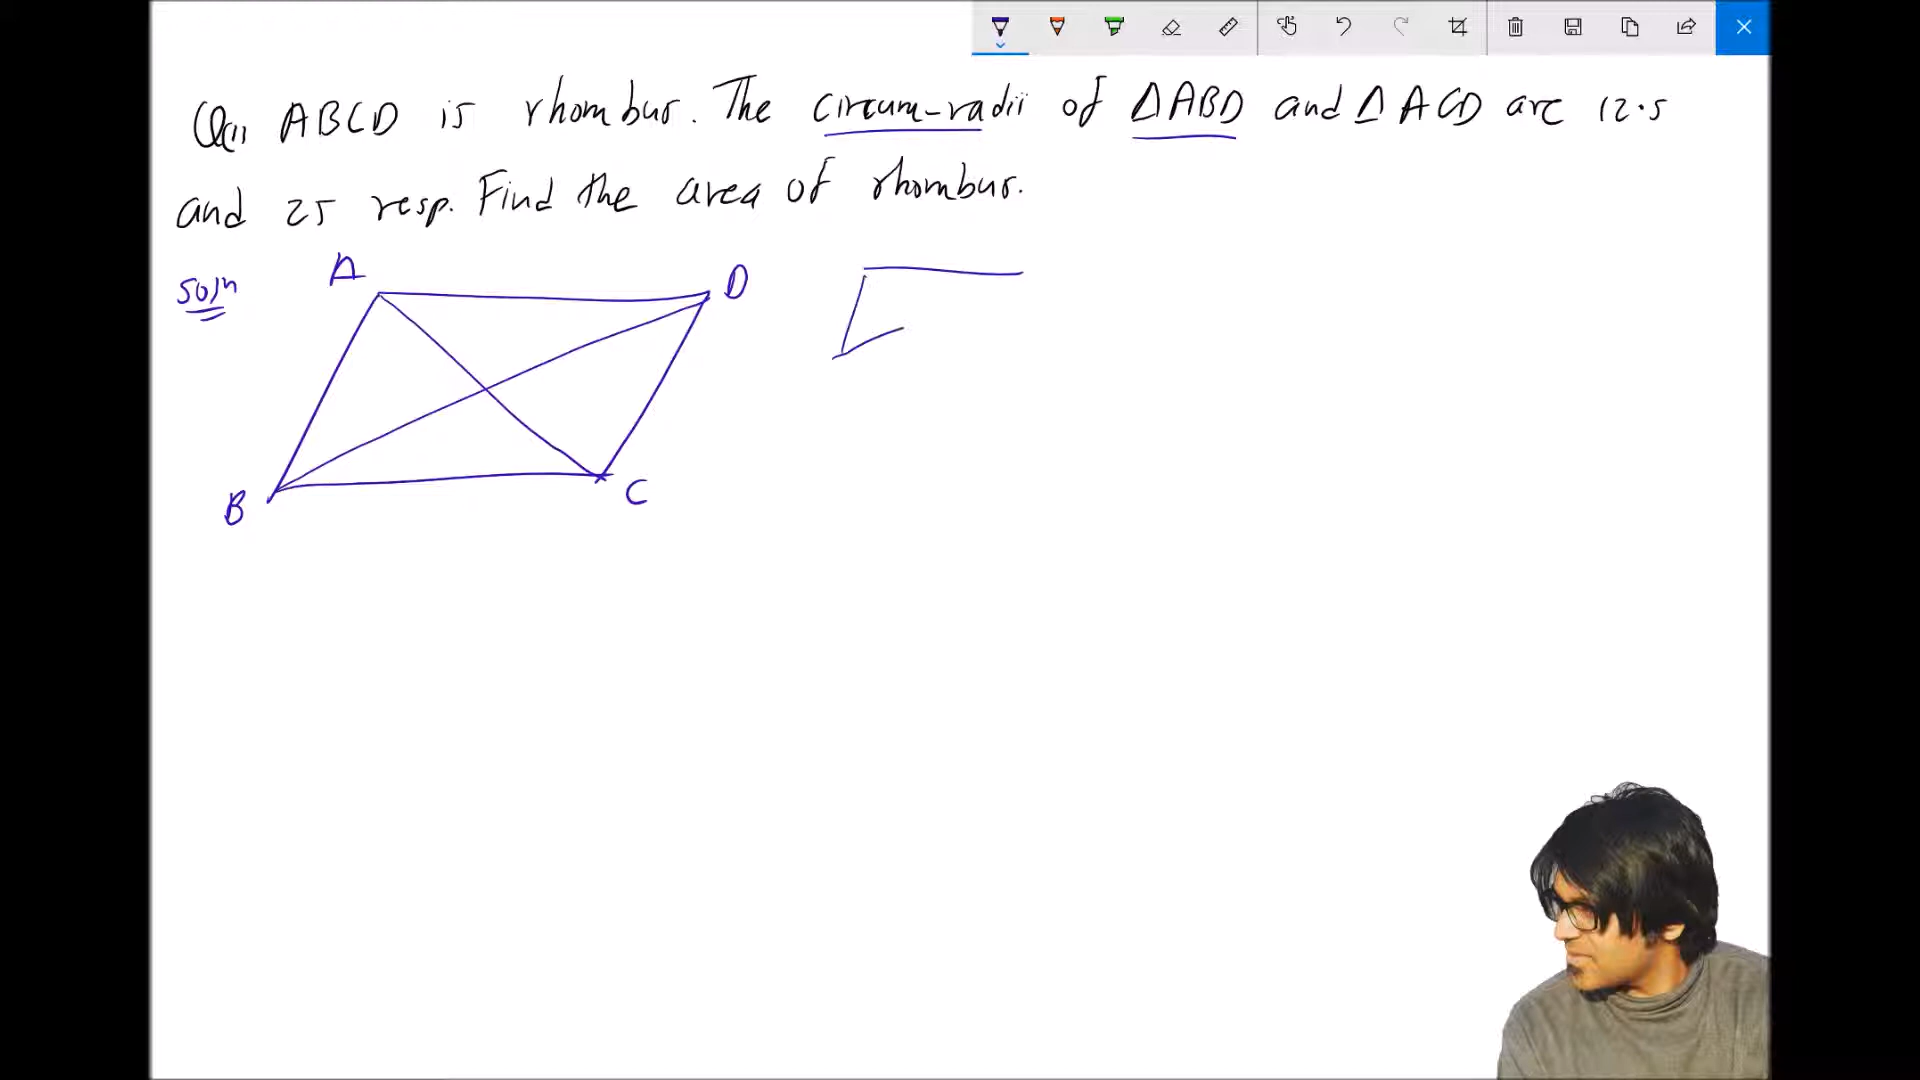 Q11 ABCD is rhombus. The circum-radii of ΔABD and ΔACD are 12.5
and 25 resp. Find the area of rhombus.
Soln
A
D
B
C